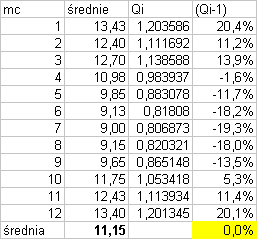 mc średnie Qi (Qi-1)
1 13,43 1,203586 20,4%
2 12,40 1,111692 11,2%
3 12,70 1,138588 13,9%
4 10,98 0,983937 -1,6%
5 9,85 0,883078 -11,7%
6 9,13 0,81808 -18,2%
7 9,00 0,806873 -19,3%
8 9,15 0,820321 -18,0%
9 9,65 0,865148 -13,5%
10 11,75 1,053418 5,3%
11 12,43 1,113934 11,4%
12 13,40 1,201345 20,1%
średnia 11,15 0,0%